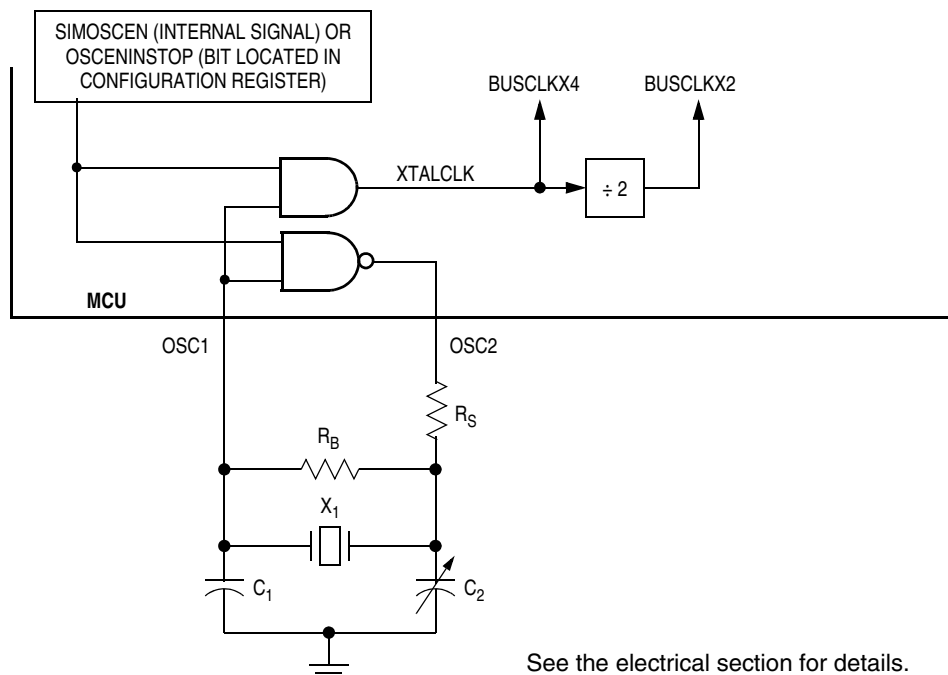 SIMOSCEN (INTERNAL SIGNAL) OR
OSCENINSTOP (BIT LOCATED IN
CONFIGURATION REGISTER)
BUSCLKX4
BUSCLKX2
XTALCLK
÷ 2
MCU
OSC1
OSC2
RS
RB
X1
C1
C2
See the electrical section for details.